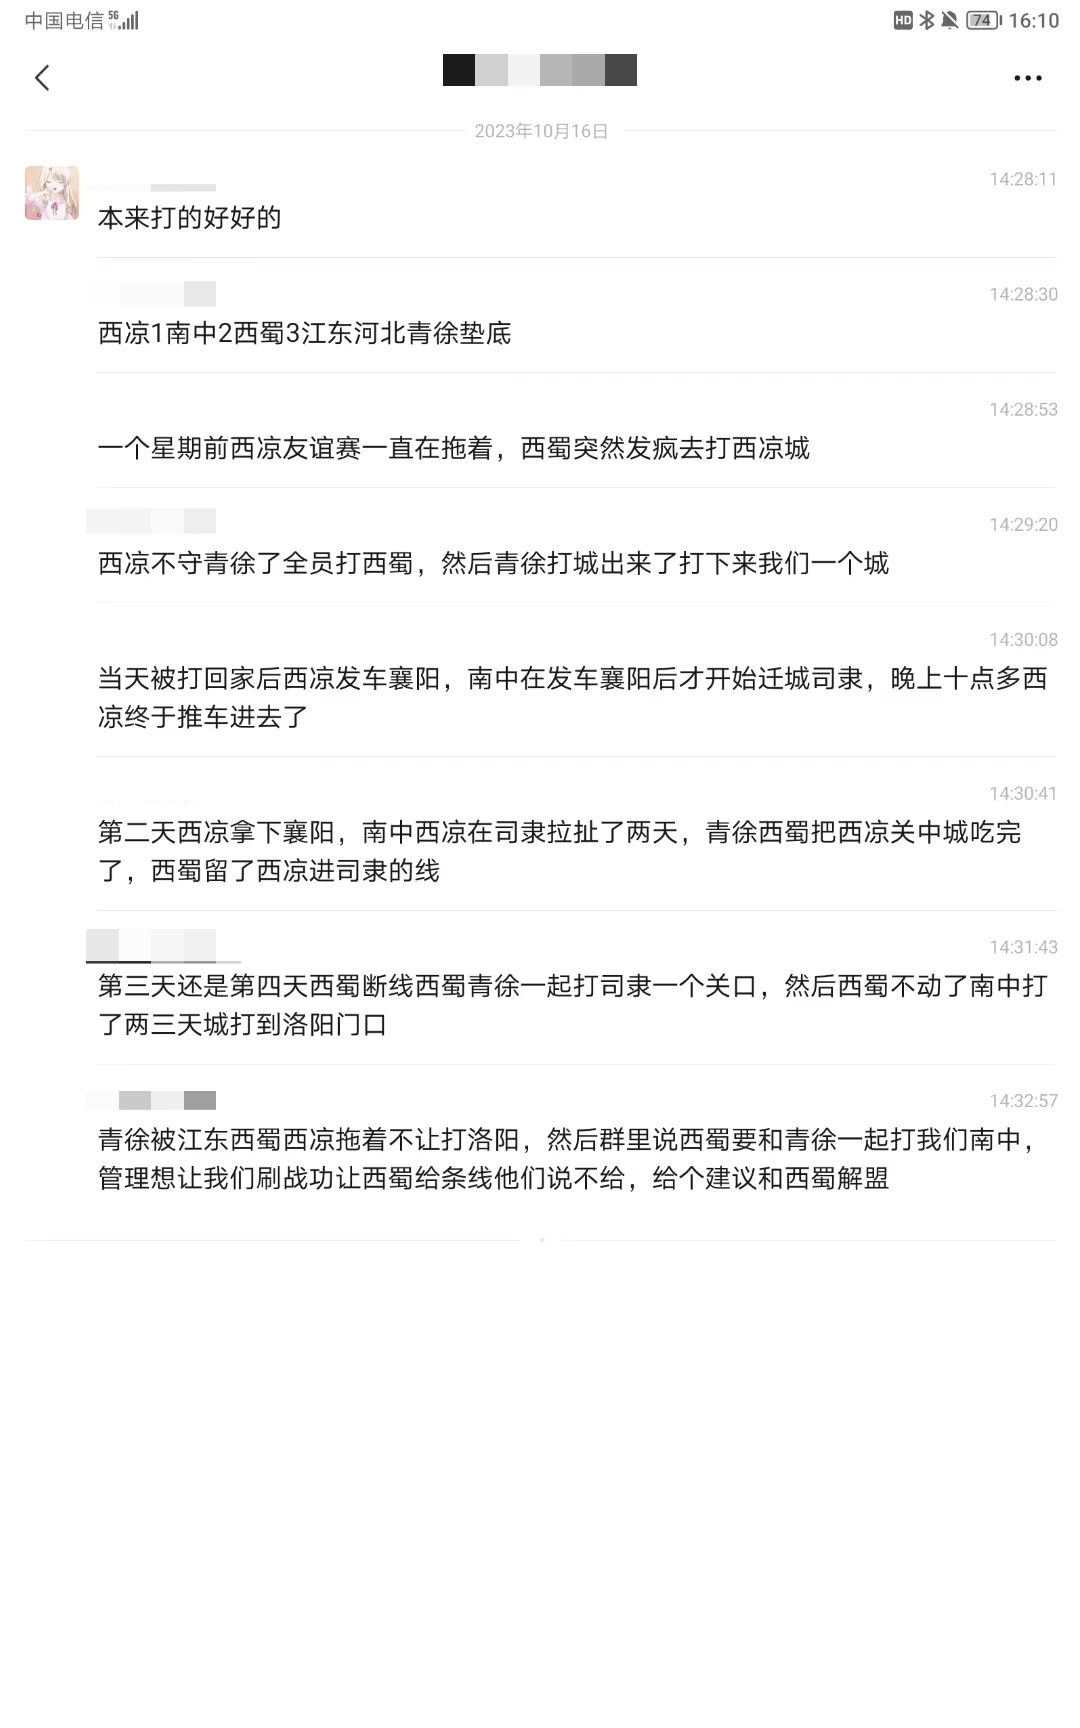 中国电信 5G HD 74 16:10
2023年10月16日
14:28:11
本来打的好好的
14:28:30
西凉1南中2西蜀3江东河北青徐垫底
14:28:53
一个星期前西凉友谊赛一直在拖着，西蜀突然发疯去打西凉城
14:29:20
西凉不守青徐了全员打西蜀，然后青徐打城出来了打下来我们一个城
14:30:08
当天被打回家后西凉发车襄阳，南中在发车襄阳后才开始迁城司隶，晚上十点多西
凉终于推车进去了
14:30:41
第二天西凉拿下襄阳，南中西凉在司隶拉扯了两天，青徐西蜀把西凉关中城吃完
了，西蜀留了西凉进司隶的线
14:31:43
第三天还是第四天西蜀断线西蜀青徐一起打司隶一个关口，然后西蜀不动了南中打
了两三天城打到洛阳门口
14:32:57
青徐被江东西蜀西凉拖着不让打洛阳，然后群里说西蜀要和青徐一起打我们南中，
管理想让我们刷战功让西蜀给条线他们说不给，给个建议和西蜀解盟